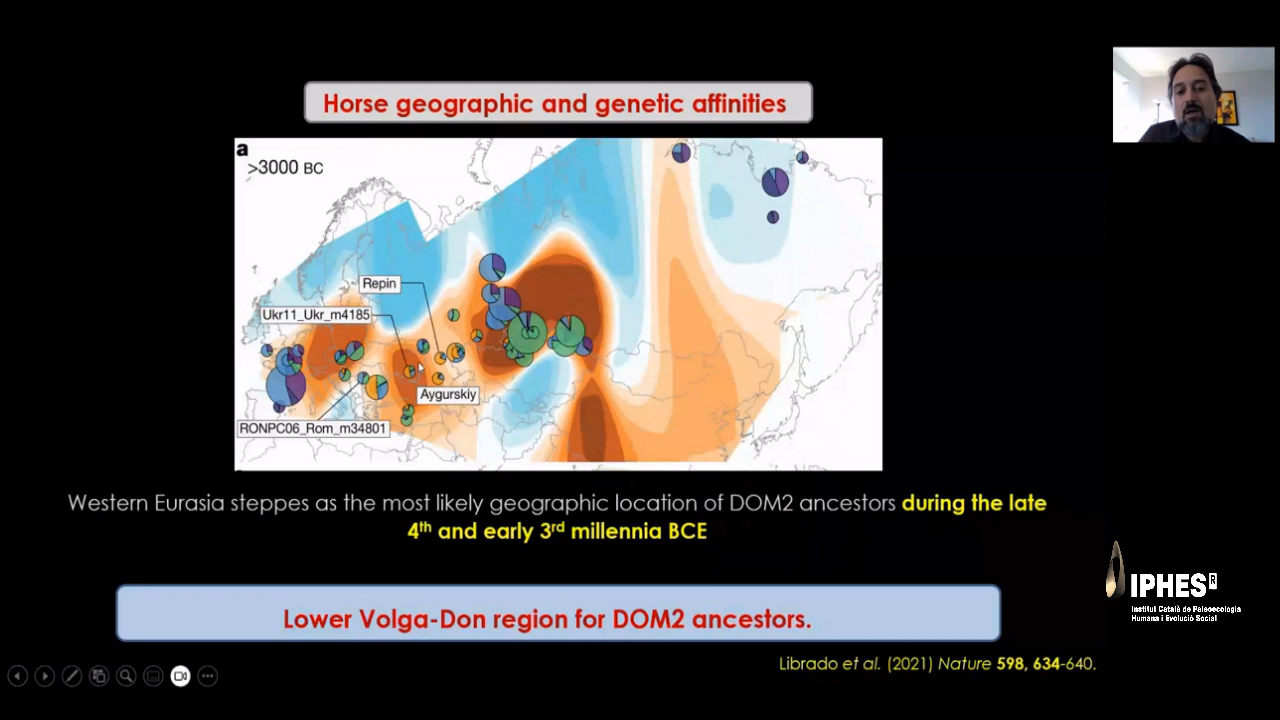 Horse geographic and genetic affinities
a
>3000 BC
Repin
Ukr11_Ukr_m4185
Aygurskiy
RONPC06_Rom_m34801
Western Eurasia steppes as the most likely geographic location of DOM2 ancestors during the late
4th and early 3rd millennia BCE
Lower Volga-Don region for DOM2 ancestors.
Librado et al. (2021) Nature 598, 634-640.
IPHESR
Institut Català de Paleoecologia
Humana i Evolució Social